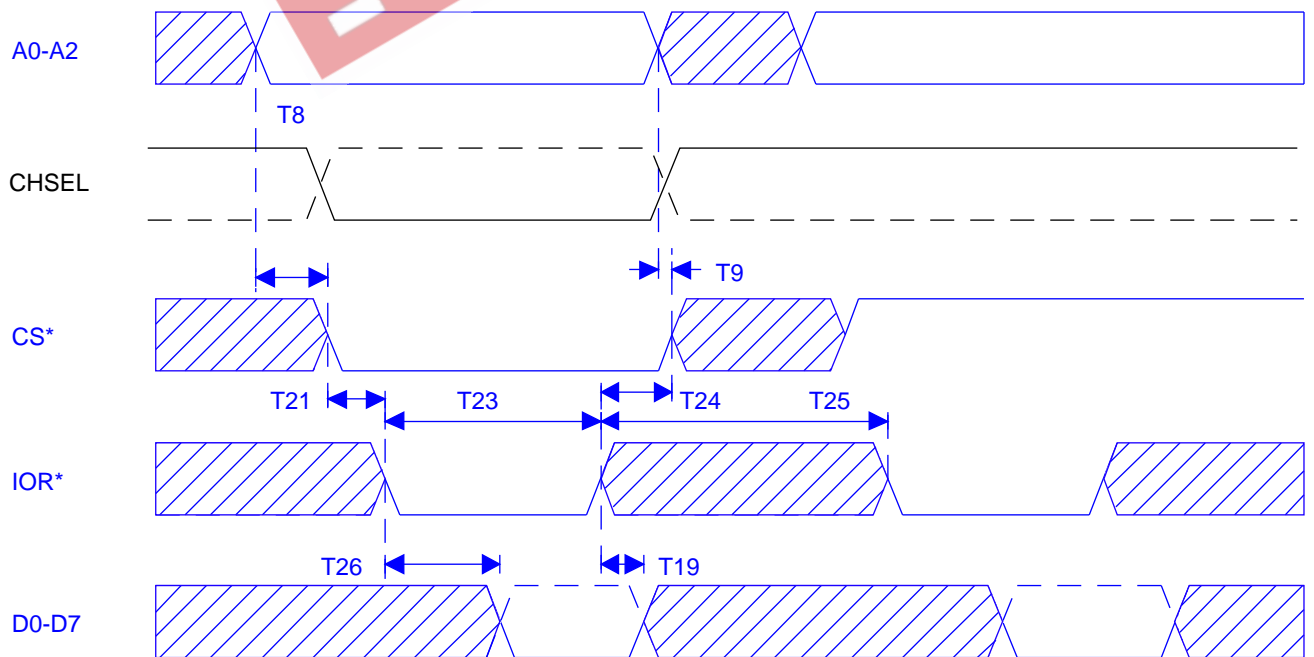 A0-A2
T8
CHSEL
T9
CS*
T21 T23 T24 T25
IOR*
T26 T19
D0-D7